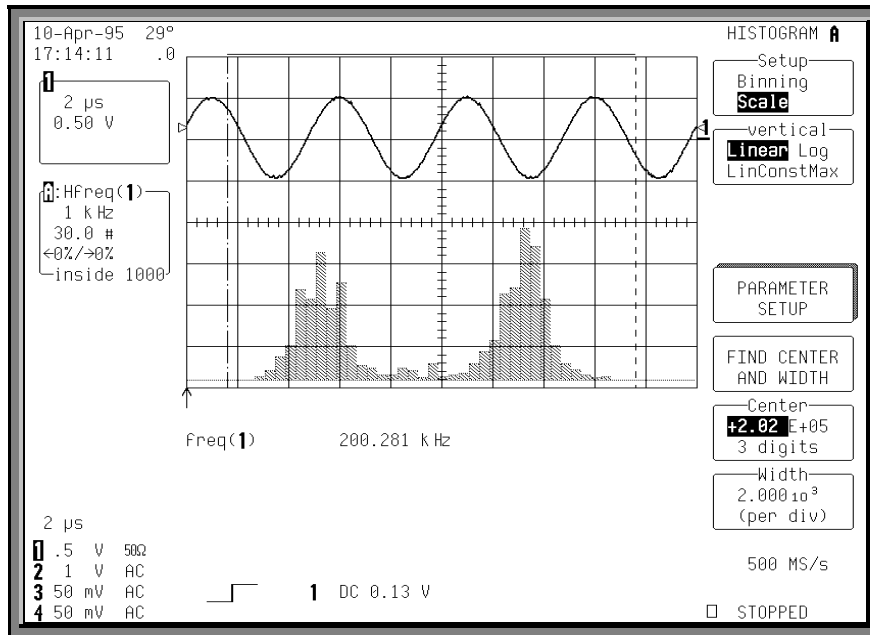 10-Apr-95 29°
17:14:11 .0
1
2 µs
0.50 V
A:Hfreq(1)
1 kHz
30.0 #
←0%/→0%
inside 1000
1
freq(1) 200.281 kHz
2 µs
1 .5 V 50Ω
2 1 V AC
3 50 mV AC
4 50 mV AC
1 DC 0.13 V
HISTOGRAM A
Setup
Binning
Scale
vertical
Linear Log
LinConstMax
PARAMETER
SETUP
FIND CENTER
AND WIDTH
Center
+2.02 E+05
3 digits
Width
2.000 10³
(per div)
500 MS/s
STOPPED